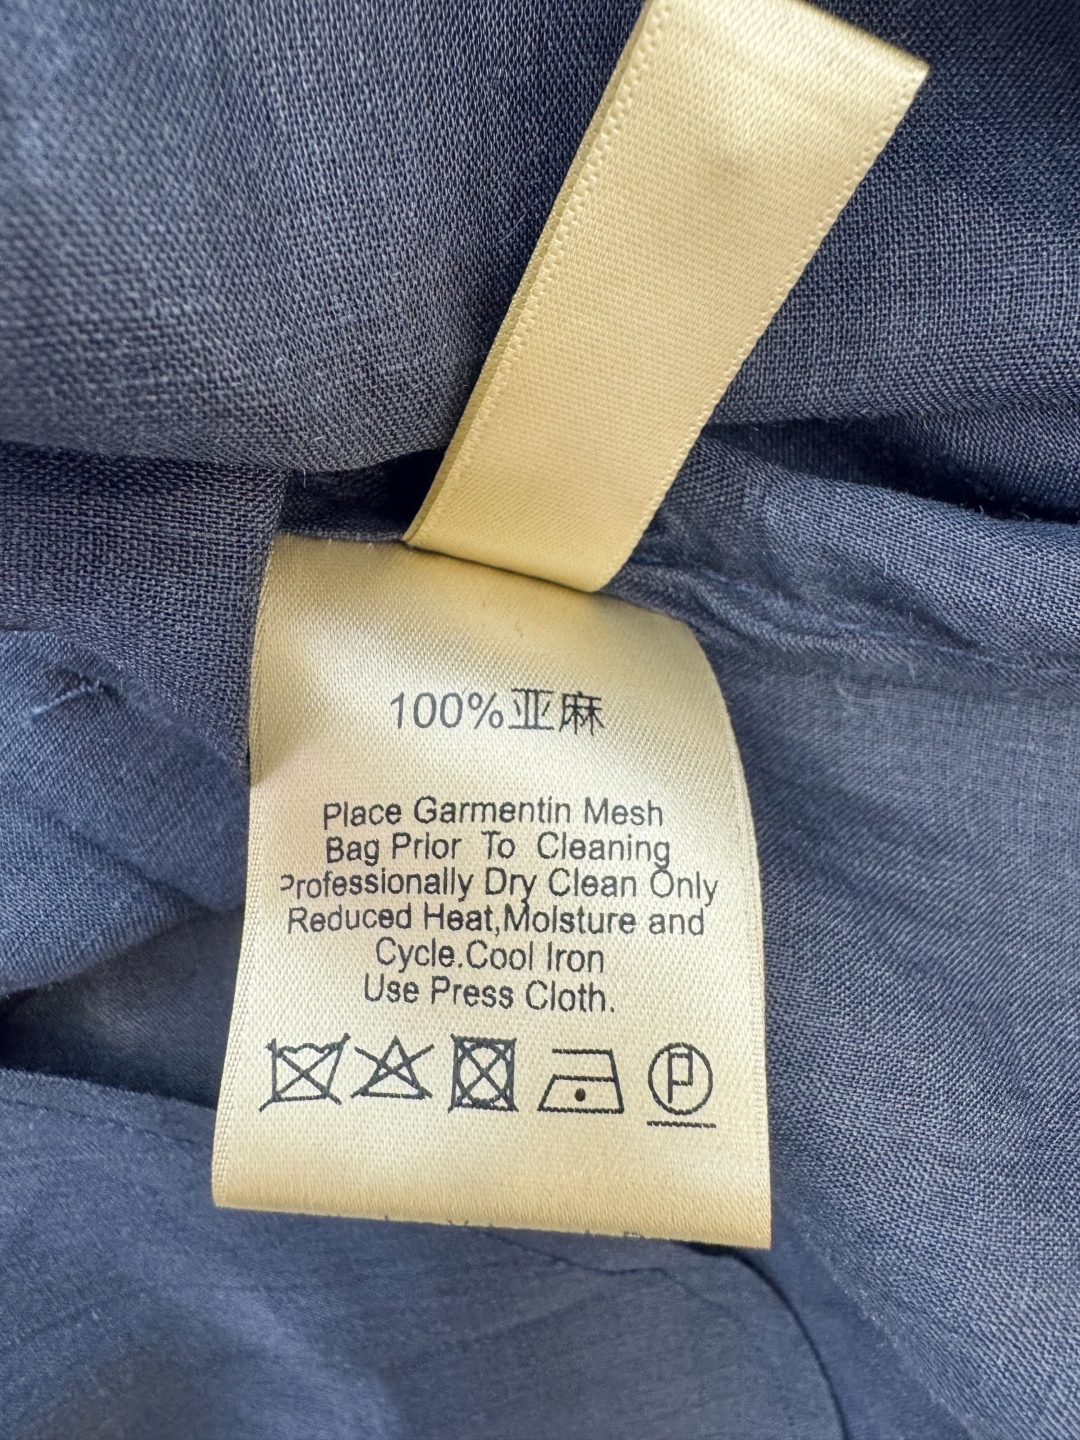 100%亚麻
Place Garmentin Mesh
Bag Prior To Cleaning
Professionally Dry Clean Only
Reduced Heat,Molsture and
Cycle.Cool Iron
Use Press Cloth.
P